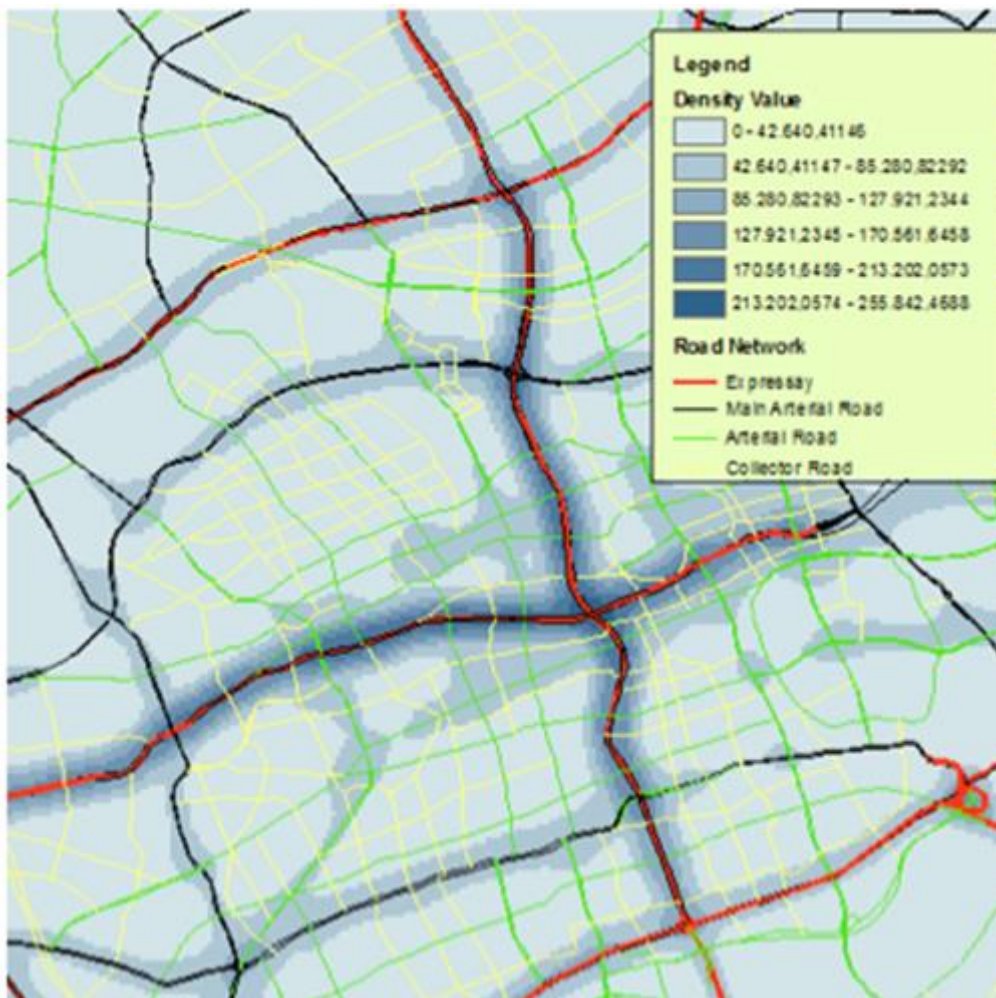 Legend
Density Value
0 - 42.640,41146
42.640,41147 - 85.280,82292
85.280,82293 - 127.921,2344
127.921,2345 - 170.561,6458
170.561,6459 - 213.202,0573
213.202,0574 - 255.842,4688
Road Network
Expressay
Main Arterial Road
Arterial Road
Collector Road